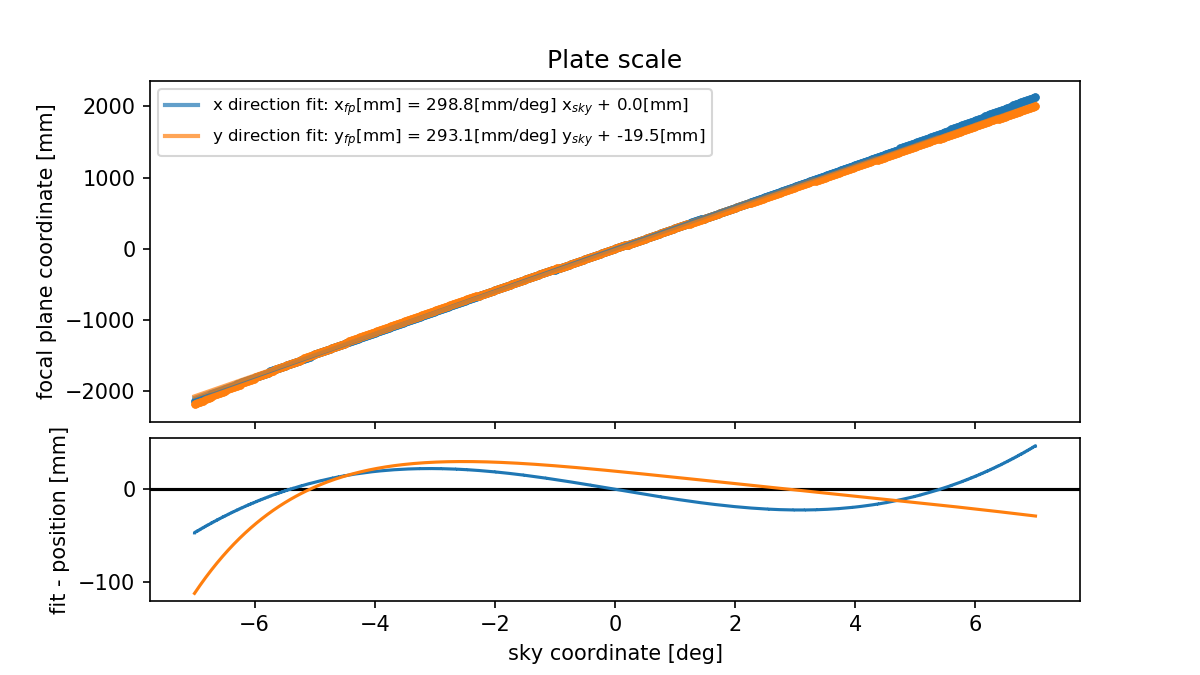 Plate scale
x direction fit: x_fp[mm] = 298.8[mm/deg] x_sky + 0.0[mm]
y direction fit: y_fp[mm] = 293.1[mm/deg] y_sky + -19.5[mm]
focal plane coordinate [mm]
2000
1000
0
−1000
−2000
fit - position [mm]
0
−100
−6 −4 −2 0 2 4 6
sky coordinate [deg]